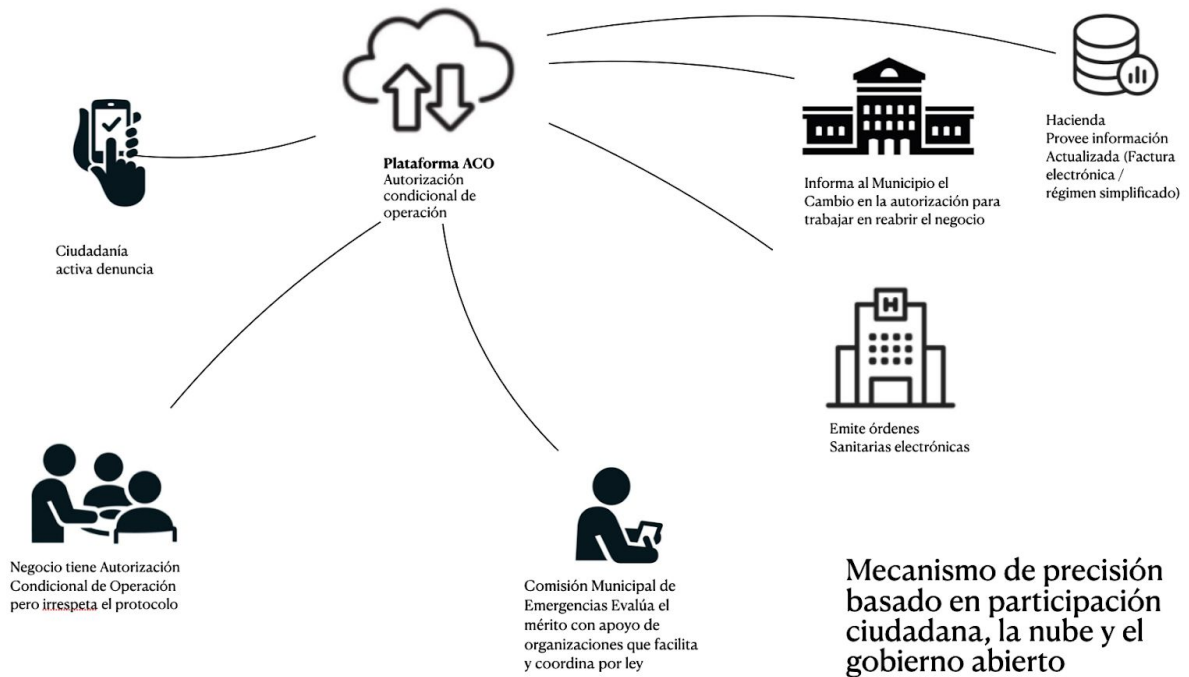 Plataforma ACO
Autorización
condicional de
operación
Hacienda
Provee información
Actualizada (Factura
electrónica /
régimen simplificado)
Informa al Municipio el
Cambio en la autorización para
trabajar en reabrir el negocio
Ciudadanía
activa denuncia
H
Emite órdenes
Sanitarias electrónicas
Negocio tiene Autorización
Condicional de Operación
pero irrespeta el protocolo
Comisión Municipal de
Emergencias Evalúa el
mérito con apoyo de
organizaciones que facilita
y coordina por ley
Mecanismo de precisión
basado en participación
ciudadana, la nube y el
gobierno abierto